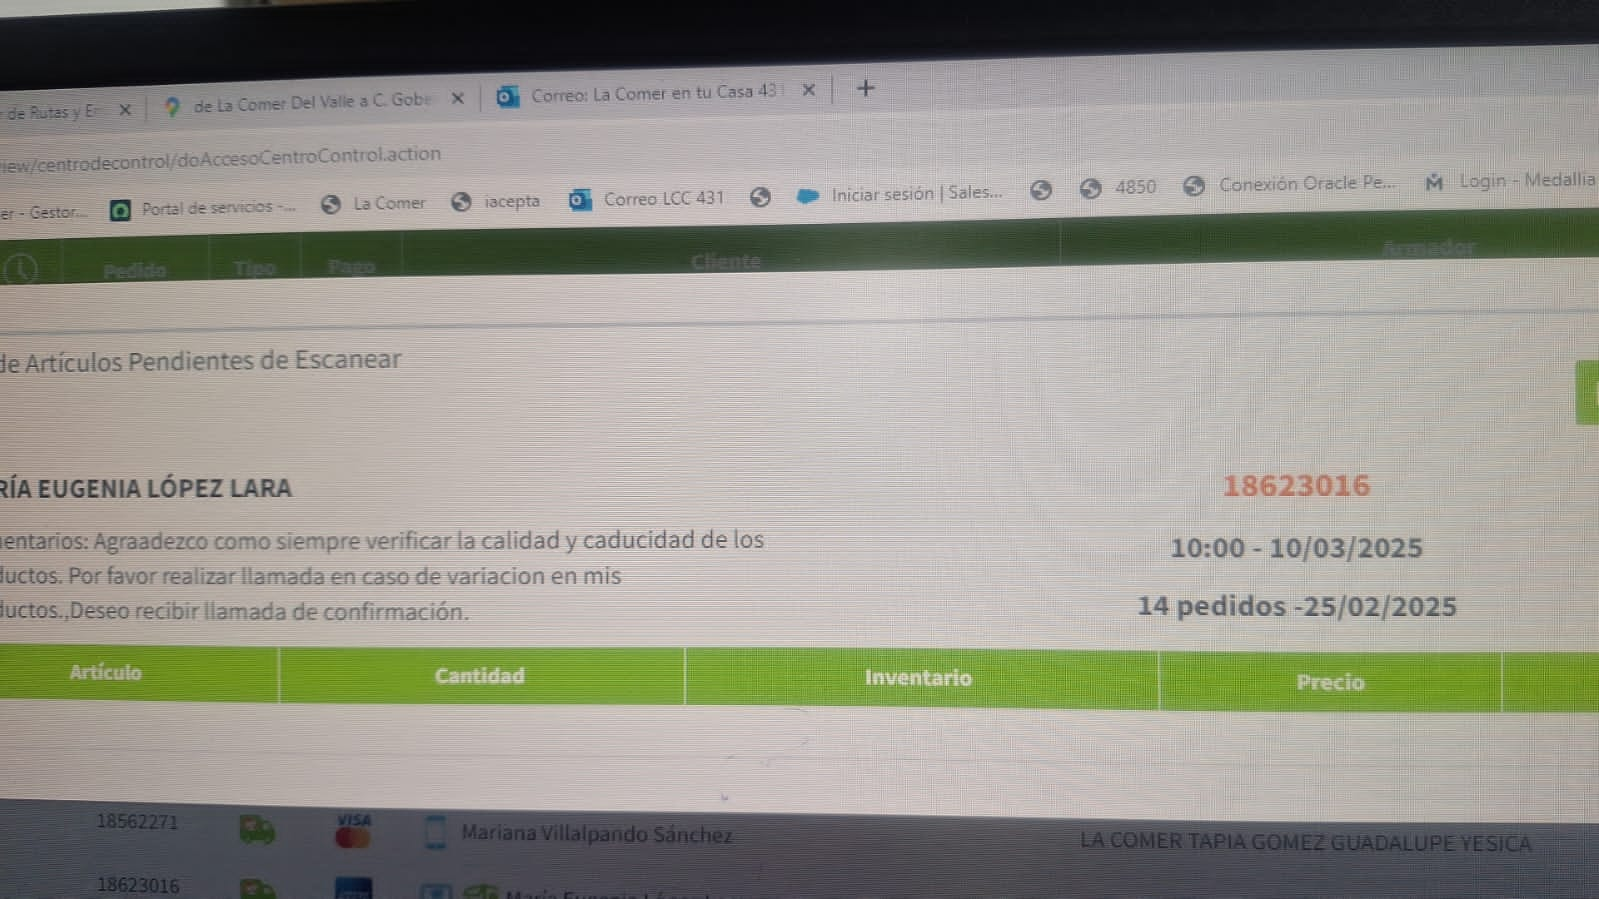 de Rutas y E
de La Comer Del Valle a C. Gobe
Correo: La Comer en tu Casa 43
iew/centrodecontrol/doAccesoCentroControl.action
er - Gestor...
Portal de servicios -...
La Comer
iacepta
Correo LCC 431
Iniciar sesión | Sales...
4850
Conexión Oracle Pe...
Login - Medallia
Pedido Tipo Pago Cliente Armador
de Artículos Pendientes de Escanear
RÍA EUGENIA LÓPEZ LARA
18623016
entarios: Agraadezco como siempre verificar la calidad y caducidad de los
ductos. Por favor realizar llamada en caso de variacion en mis
ductos.,Deseo recibir llamada de confirmación.
10:00 - 10/03/2025
14 pedidos -25/02/2025
Artículo Cantidad Inventario Precio
18562271 VISA Mariana Villalpando Sánchez LA COMER TAPIA GOMEZ GUADALUPE YESICA
18623016 María Eugenia